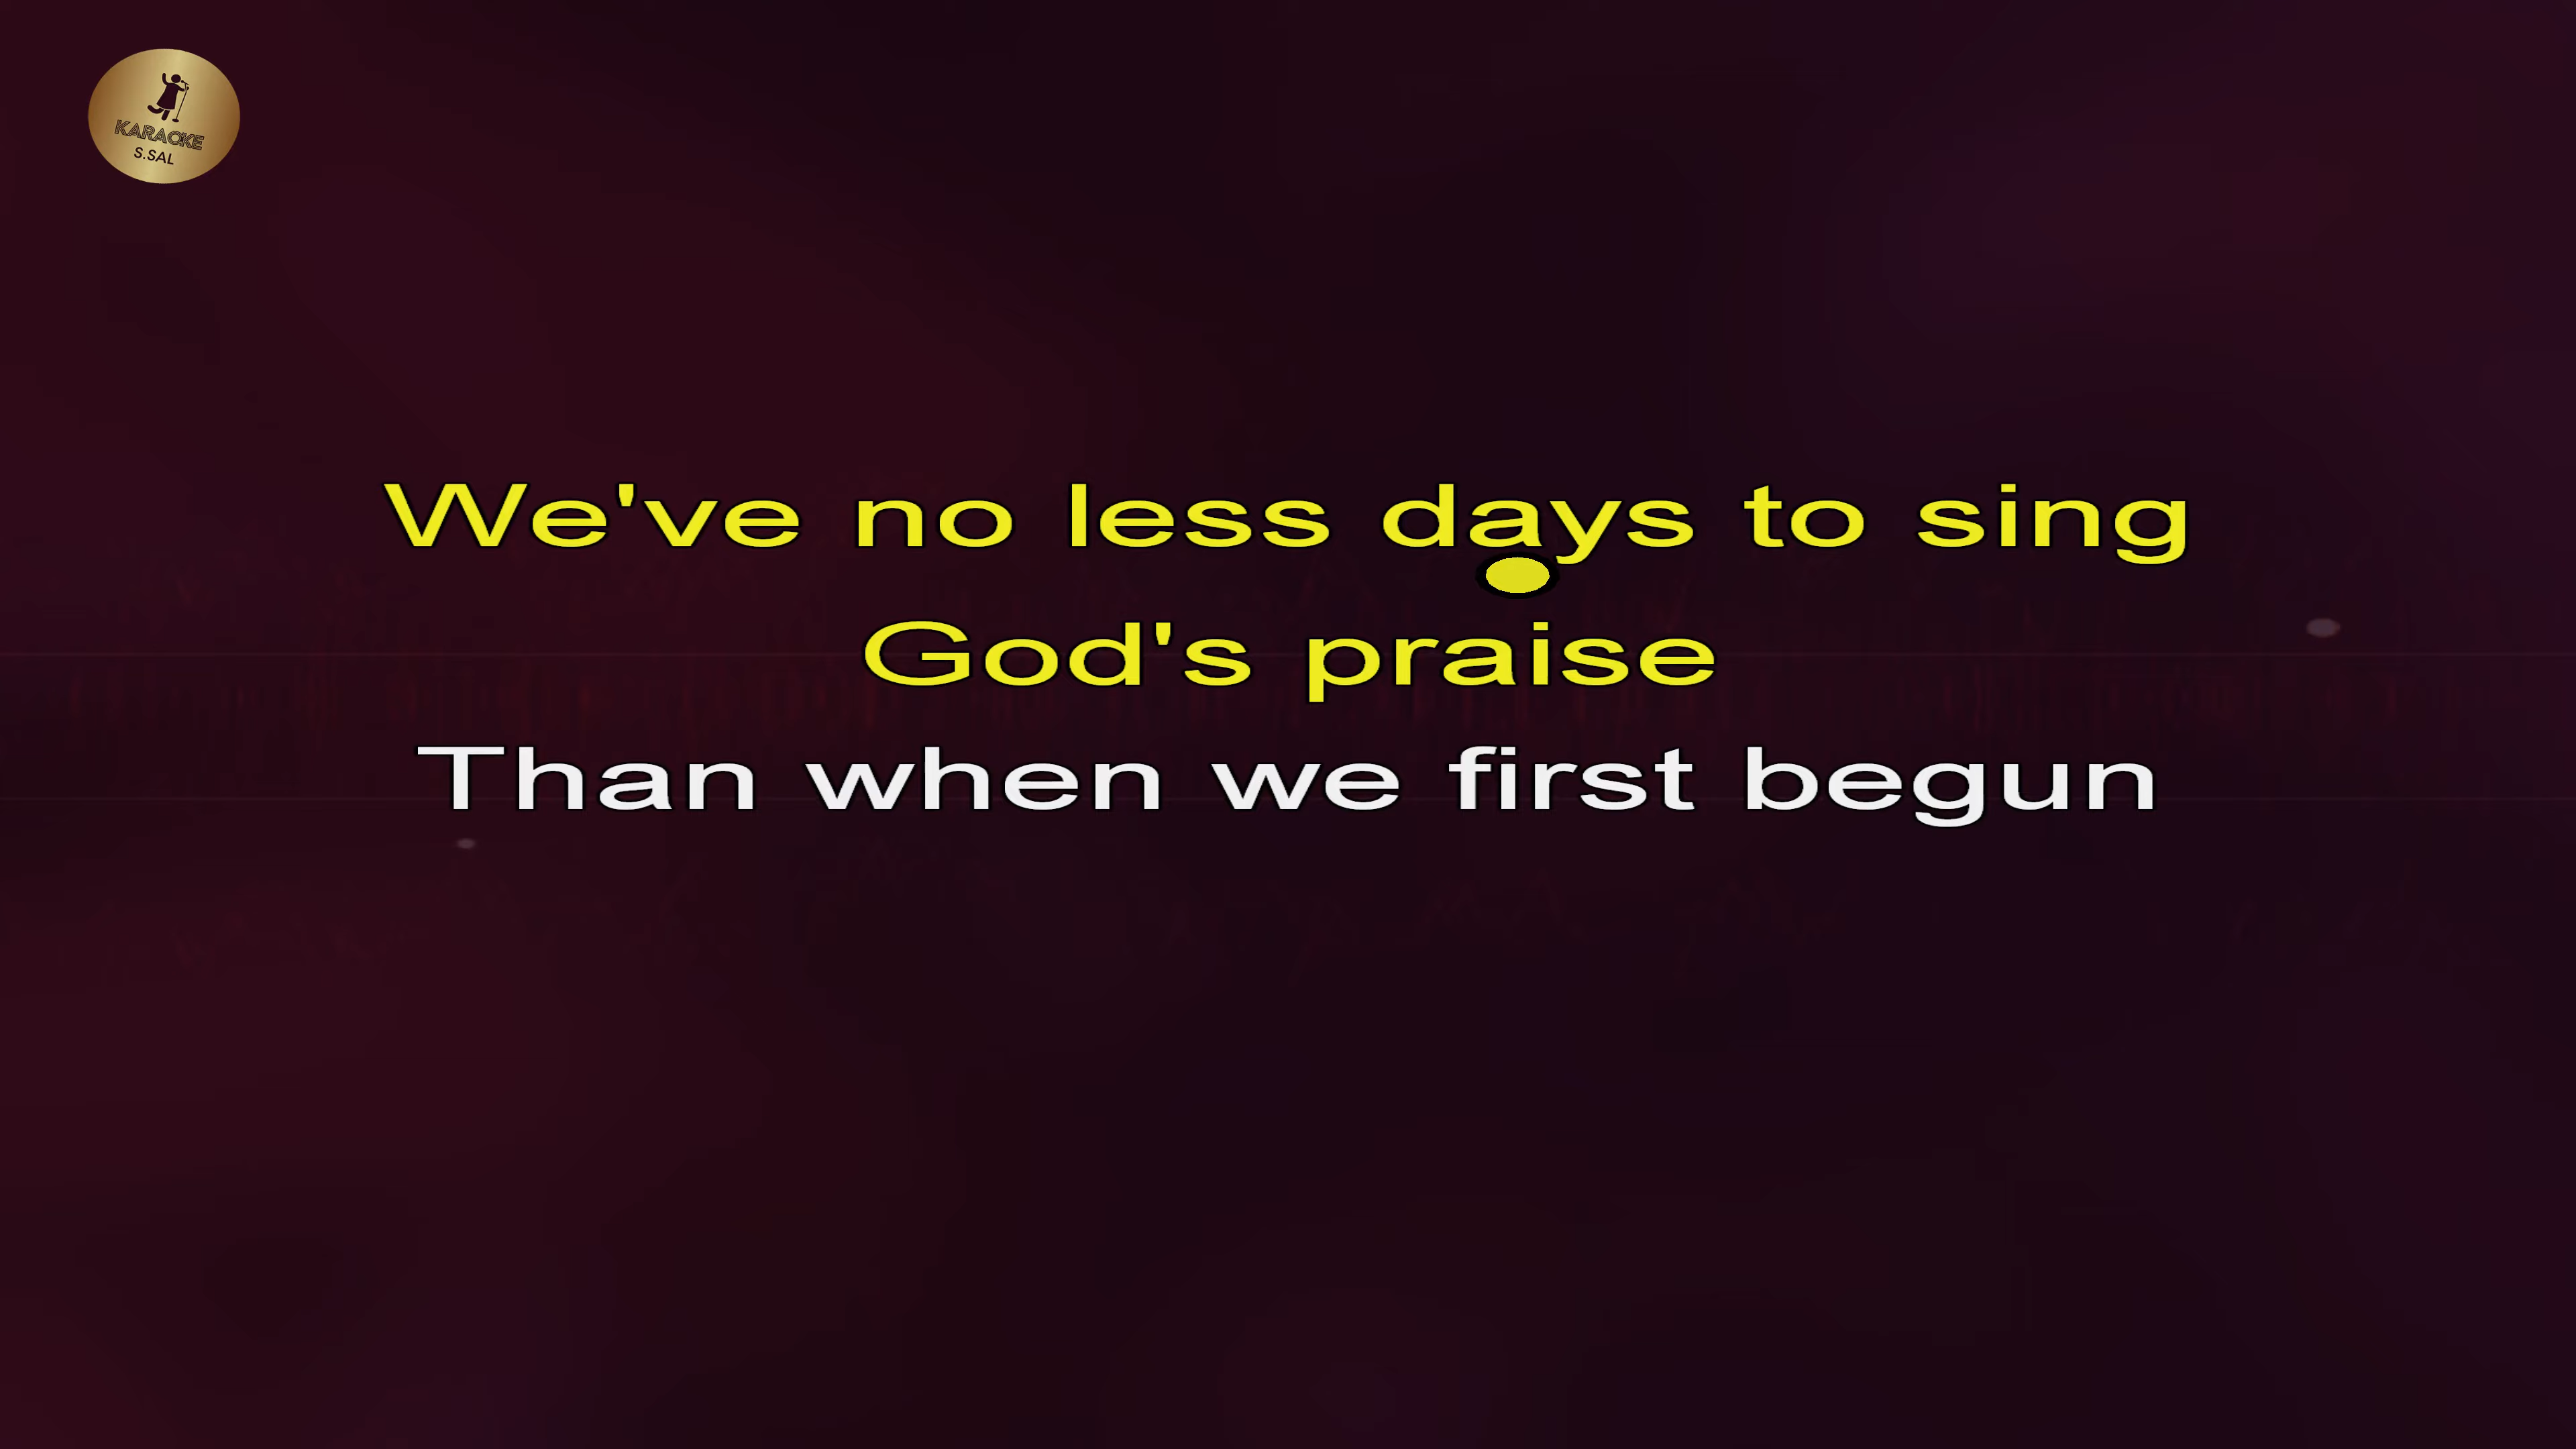 KARAOKE
S.SAL
We've no less days to sing
God's praise
Than when we first begun